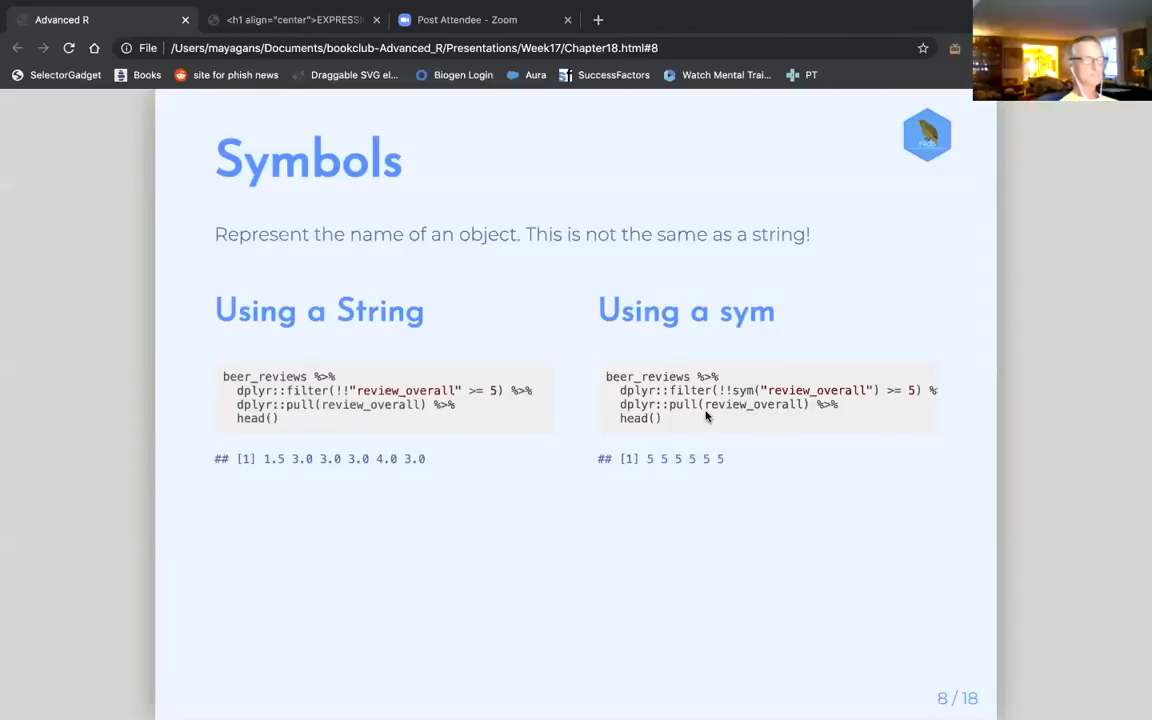 Advanced R
<h1 align="center">EXPRESSI
Post Attendee - Zoom
File
/Users/mayagans/Documents/bookclub-Advanced_R/Presentations/Week17/Chapter18.html#8
SelectorGadget
Books
site for phish news
Draggable SVG el...
Biogen Login
Aura
SuccessFactors
Watch Mental Trai...
PT
Symbols
Represent the name of an object. This is not the same as a string!
Using a String
beer_reviews %>%
dplyr::filter(!!"review_overall" >= 5) %>%
dplyr::pull(review_overall) %>%
head()
## [1] 1.5 3.0 3.0 3.0 4.0 3.0
Using a sym
beer_reviews %>%
dplyr::filter(!!sym("review_overall") >= 5) %
dplyr::pull(review_overall) %>%
head()
## [1] 5 5 5 5 5 5
8 / 18